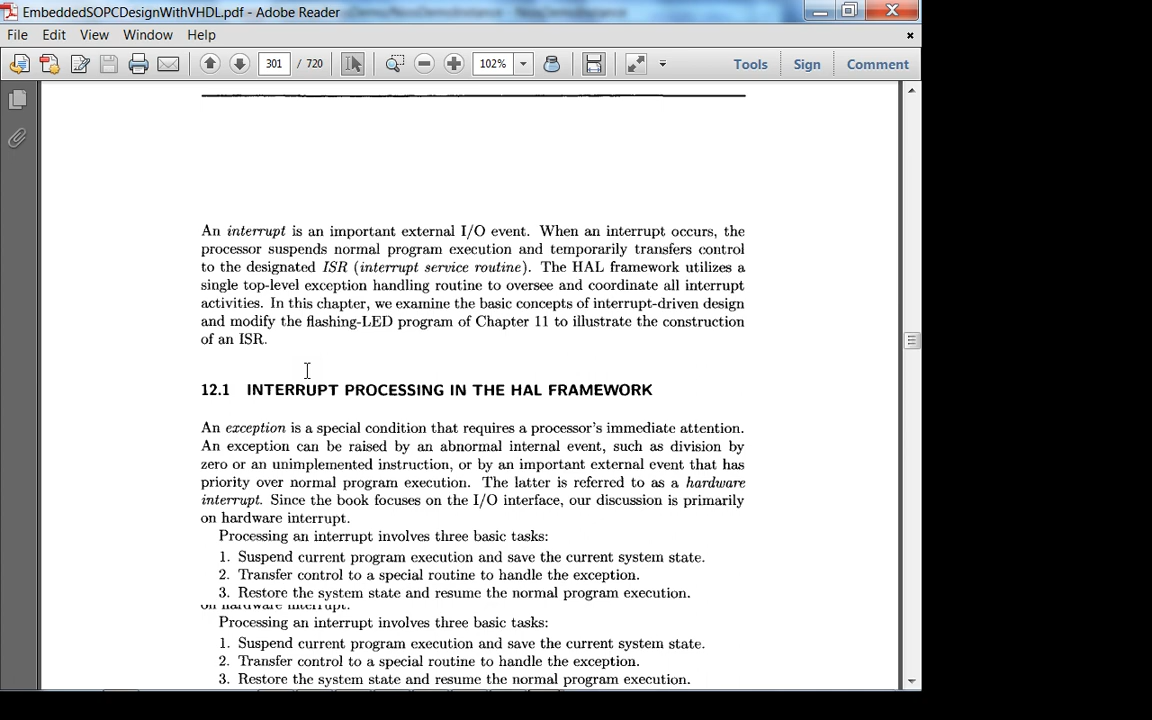 EmbeddedSOPCDesignWithVHDL.pdf - Adobe Reader
File Edit View Window Help
301 / 720 102% Tools Sign Comment
An interrupt is an important external I/O event. When an interrupt occurs, the
processor suspends normal program execution and temporarily transfers control
to the designated ISR (interrupt service routine). The HAL framework utilizes a
single top-level exception handling routine to oversee and coordinate all interrupt
activities. In this chapter, we examine the basic concepts of interrupt-driven design
and modify the flashing-LED program of Chapter 11 to illustrate the construction
of an ISR.
12.1 INTERRUPT PROCESSING IN THE HAL FRAMEWORK
An exception is a special condition that requires a processor's immediate attention.
An exception can be raised by an abnormal internal event, such as division by
zero or an unimplemented instruction, or by an important external event that has
priority over normal program execution. The latter is referred to as a hardware
interrupt. Since the book focuses on the I/O interface, our discussion is primarily
on hardware interrupt.
Processing an interrupt involves three basic tasks:
1. Suspend current program execution and save the current system state.
2. Transfer control to a special routine to handle the exception.
3. Restore the system state and resume the normal program execution.
on hardware interrupt.
Processing an interrupt involves three basic tasks:
1. Suspend current program execution and save the current system state.
2. Transfer control to a special routine to handle the exception.
3. Restore the system state and resume the normal program execution.